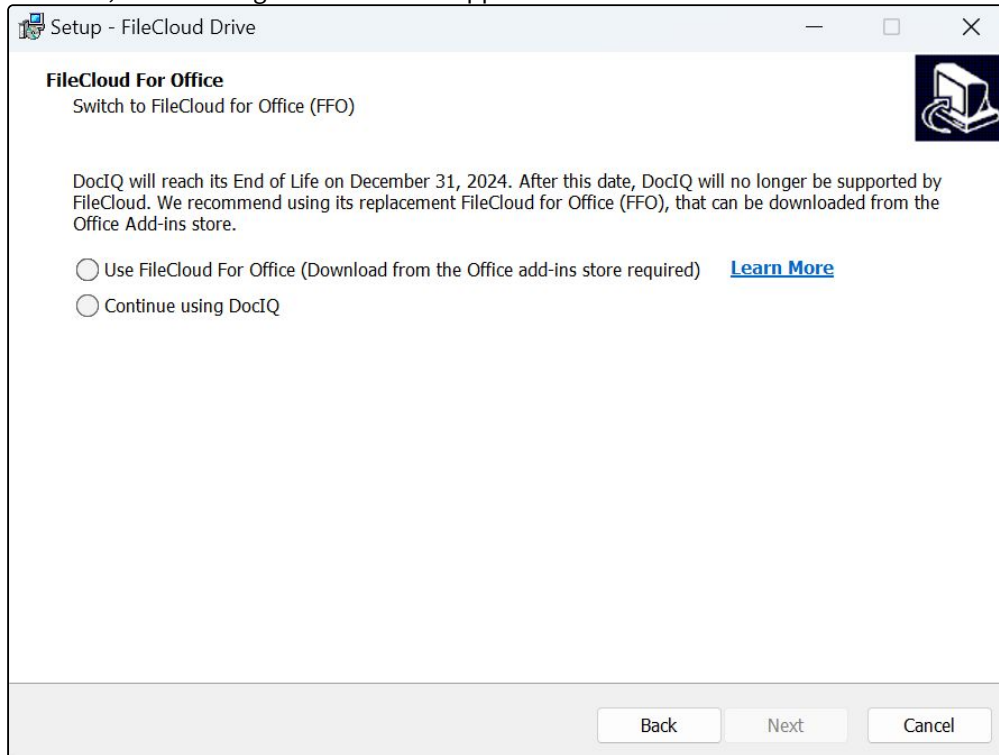 Setup - FileCloud Drive
FileCloud For Office
Switch to FileCloud for Office (FFO)
DocIQ will reach its End of Life on December 31, 2024. After this date, DocIQ will no longer be supported by
FileCloud. We recommend using its replacement FileCloud for Office (FFO), that can be downloaded from the
Office Add-ins store.
Use FileCloud For Office (Download from the Office add-ins store required) Learn More
Continue using DocIQ
Back Next Cancel